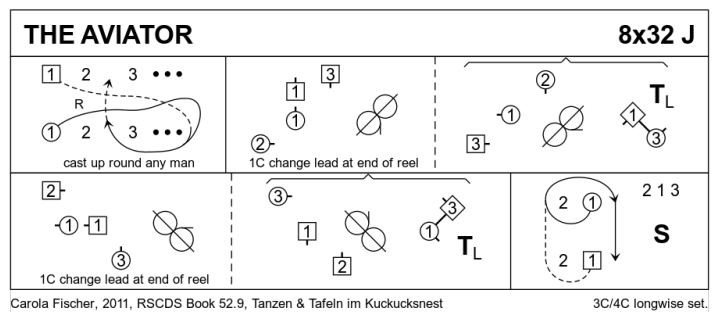 THE AVIATOR 8x32 J
1 2 3 •••
R
1 2 3 •••
cast up round any man
3
1
1
2
1C change lead at end of reel
2
1
3
1
3
T L
2
1 1
3
1C change lead at end of reel
3
1
2
3
1
T L
2 1 2 1 3
S
2 1
Carola Fischer, 2011, RSCDS Book 52.9, Tanzen & Tafeln im Kuckucksnest 3C/4C longwise set.